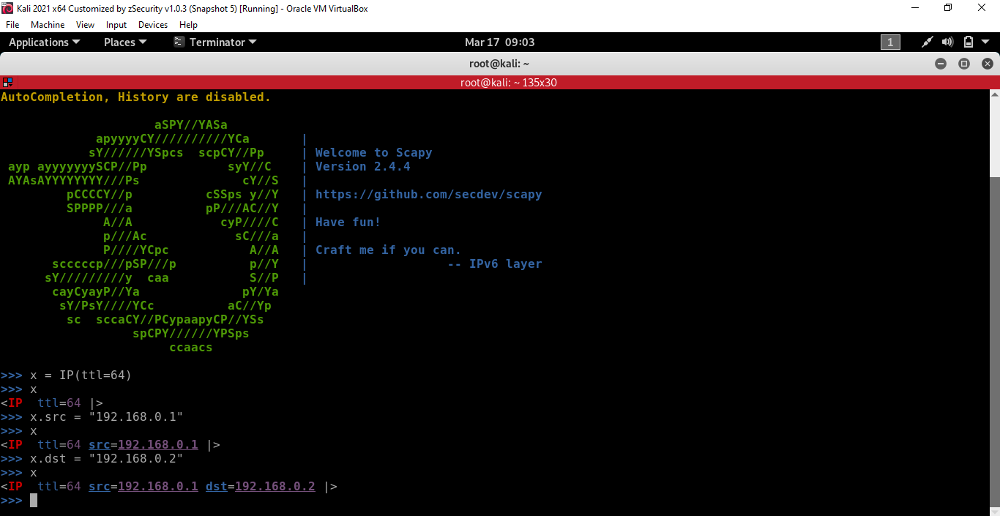 Kali 2021 x64 Customized by zSecurity v1.0.3 (Snapshot 5) [Running] - Oracle VM VirtualBox
File Machine View Input Devices Help
Applications Places Terminator Mar 17 09:03 1
root@kali: ~
root@kali: ~ 135x30
AutoCompletion, History are disabled.
                     aSPY//YASa
             apyyyyCY//////////YCa       |
            sY//////YSpcs  scpCY//Pp     | Welcome to Scapy
 ayp ayyyyyyySCP//Pp           syY//C    | Version 2.4.4
 AYAsAYYYYYYYY///Ps              cY//S   |
         pCCCCY//p          cSSps y//Y   | https://github.com/secdev/scapy
         SPPPP///a          pP///AC//Y   |
              A//A            cyP////C   | Have fun!
              p///Ac            sC///a   |
              P////YCpc           A//A   | Craft me if you can.
       scccccp///pSP///p          p//Y   |                   -- IPv6 layer
      sY/////////y  caa           S//P   |
       cayCyayP//Ya              pY/Ya
        sY/PsY////YCc          aC//Yp
         sc  sccaCY//PCypaapyCP//YSs
                  spCPY//////YPSps
                       ccaacs
>>> x = IP(ttl=64)
>>> x
<IP  ttl=64 |>
>>> x.src = "192.168.0.1"
>>> x
<IP  ttl=64 src=192.168.0.1 |>
>>> x.dst = "192.168.0.2"
>>> x
<IP  ttl=64 src=192.168.0.1 dst=192.168.0.2 |>
>>>